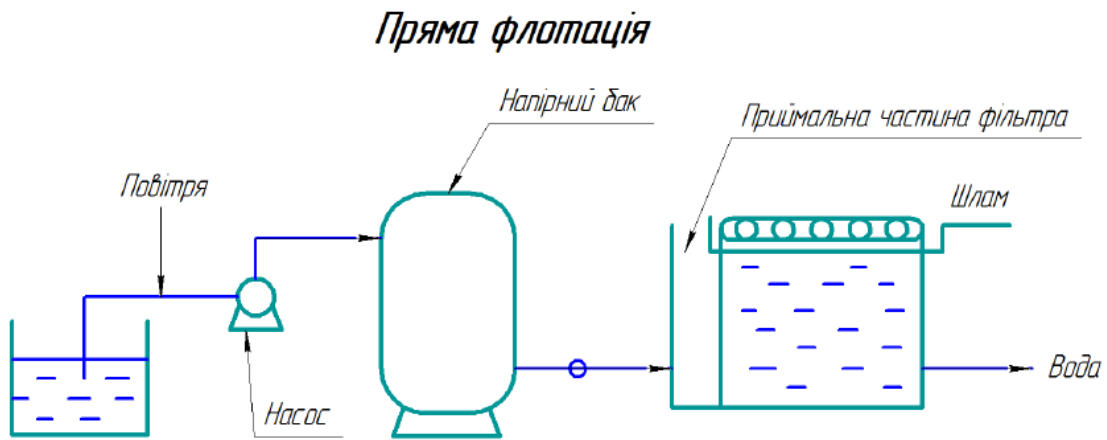 Пряма флотація
Напірний бак
Приймальна частина фільтра
Повітря
Шлам
Насос
Вода